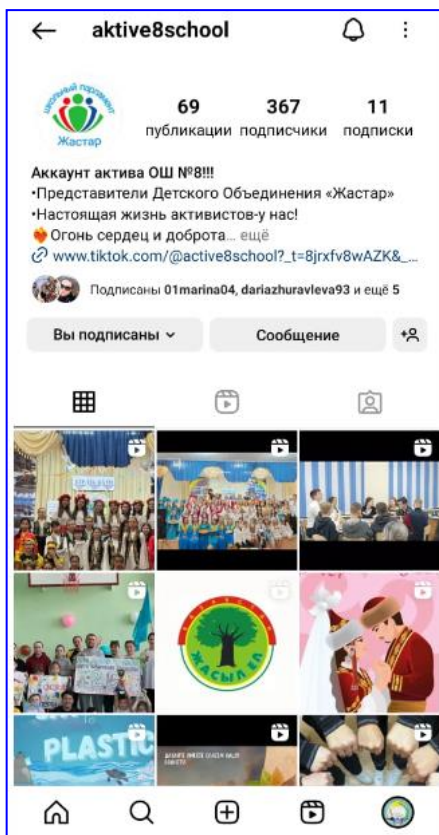 aktive8school
ШКОЛЬНЫЙ ПАРЛАМЕНТ
Жастар
69 367 11
публикации подписчики подписки
Аккаунт актива ОШ №8!!!
•Представители Детского Объединения «Жастар»
•Настоящая жизнь активистов-у нас!
❤️‍🔥Огонь сердец и доброта... ещё
www.tiktok.com/@active8school?_t=8jrxfv8wAZK&_...
Подписаны 01marina04, dariazhuravleva93 и ещё 5
Вы подписаны Сообщение
ЖАСЫЛ ЕЛ
PLASTIC